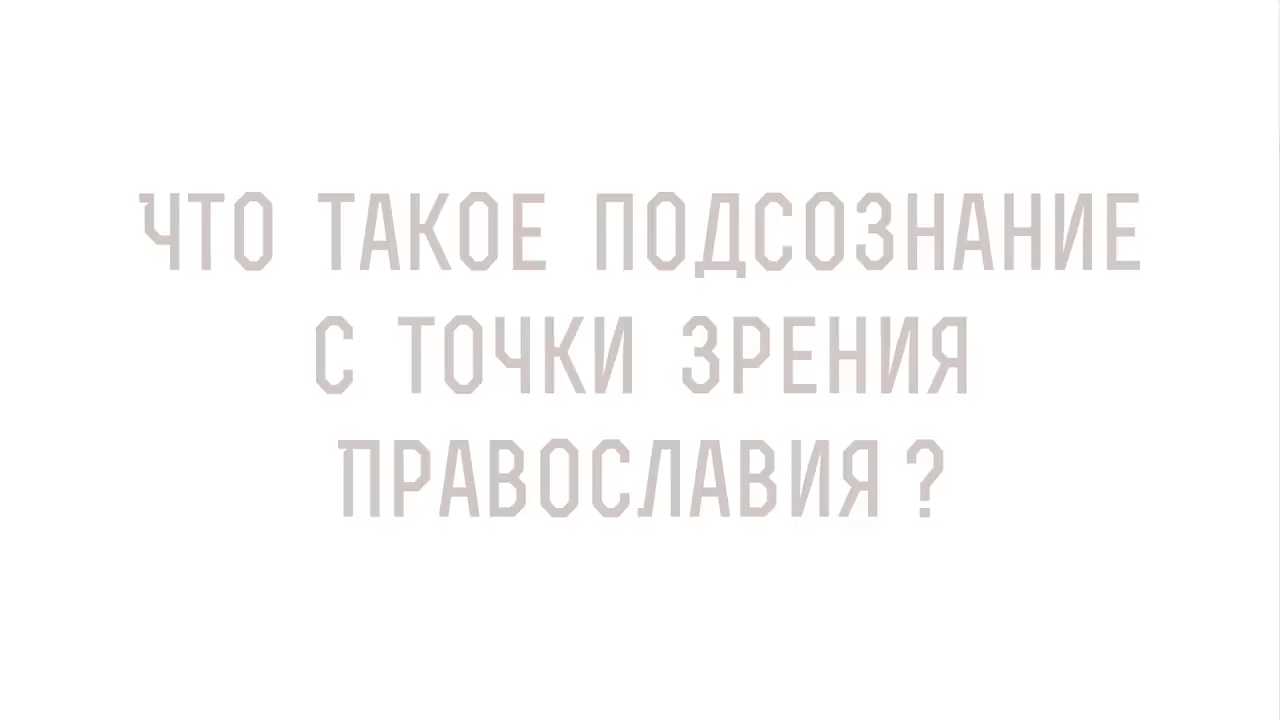 ЧТО ТАКОЕ ПОДСОЗНАНИЕ
С ТОЧКИ ЗРЕНИЯ
ПРАВОСЛАВИЯ ?